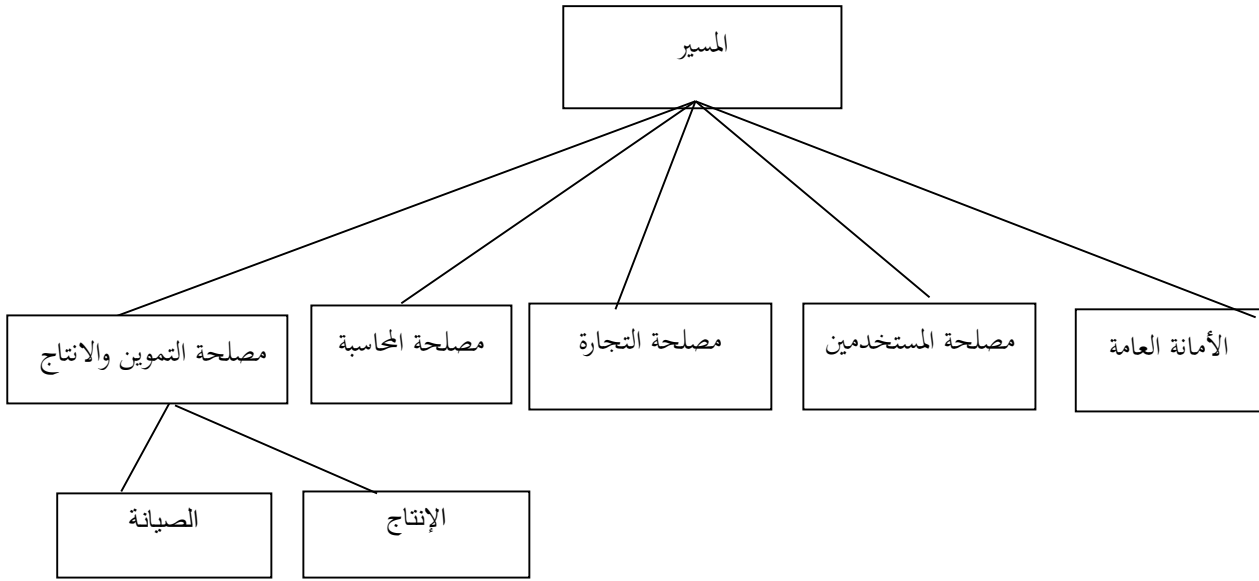 المسير
الأمانة العامة
مصلحة المستخدمين
مصلحة التجارة
مصلحة المحاسبة
مصلحة التموين والانتاج
الإنتاج
الصيانة